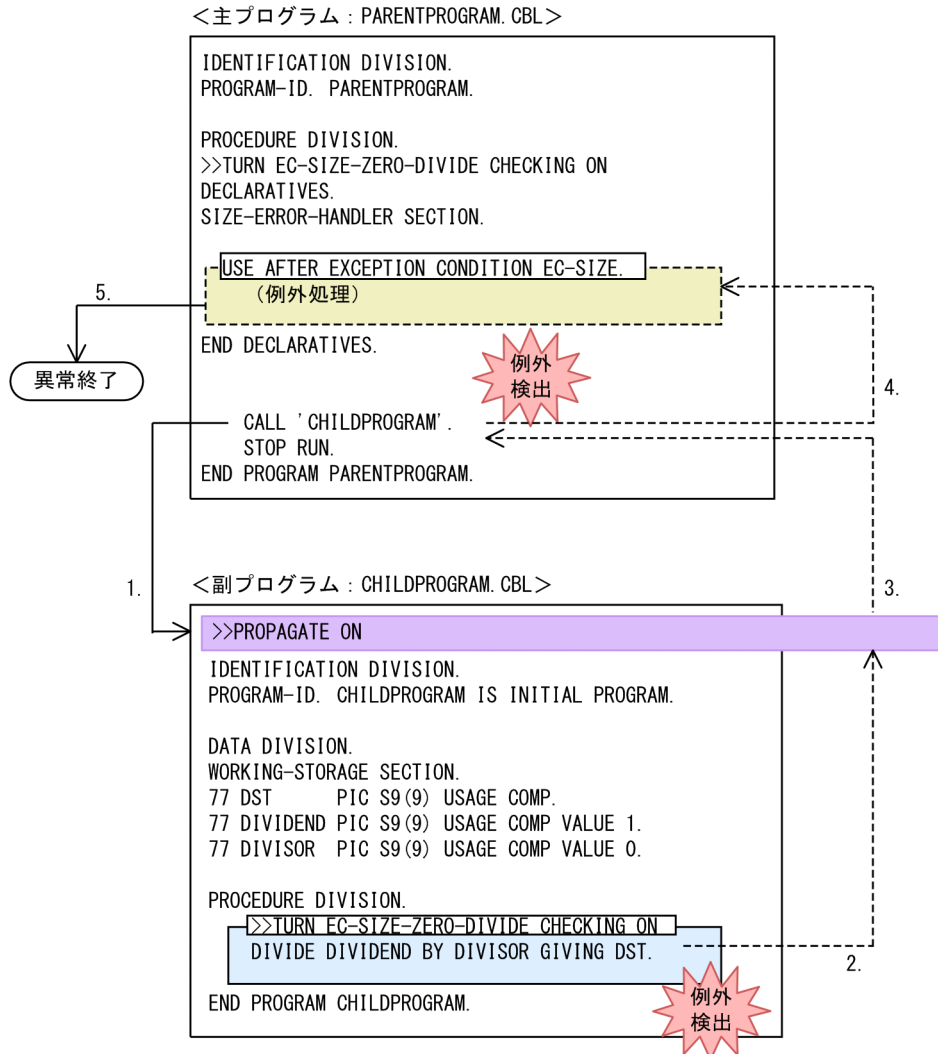 ＜主プログラム：PARENTPROGRAM.CBL＞
IDENTIFICATION DIVISION.
PROGRAM-ID. PARENTPROGRAM.
PROCEDURE DIVISION.
>>TURN EC-SIZE-ZERO-DIVIDE CHECKING ON
DECLARATIVES.
SIZE-ERROR-HANDLER SECTION.
USE AFTER EXCEPTION CONDITION EC-SIZE.
（例外処理）
5.
END DECLARATIVES.
異常終了
例外
検出
4.
CALL 'CHILDPROGRAM'.
STOP RUN.
END PROGRAM PARENTPROGRAM.
1.
3.
＜副プログラム：CHILDPROGRAM.CBL＞
>>PROPAGATE ON
IDENTIFICATION DIVISION.
PROGRAM-ID. CHILDPROGRAM IS INITIAL PROGRAM.
DATA DIVISION.
WORKING-STORAGE SECTION.
77 DST      PIC S9(9) USAGE COMP.
77 DIVIDEND PIC S9(9) USAGE COMP VALUE 1.
77 DIVISOR  PIC S9(9) USAGE COMP VALUE 0.
PROCEDURE DIVISION.
>>TURN EC-SIZE-ZERO-DIVIDE CHECKING ON
DIVIDE DIVIDEND BY DIVISOR GIVING DST.
2.
END PROGRAM CHILDPROGRAM.
例外
検出